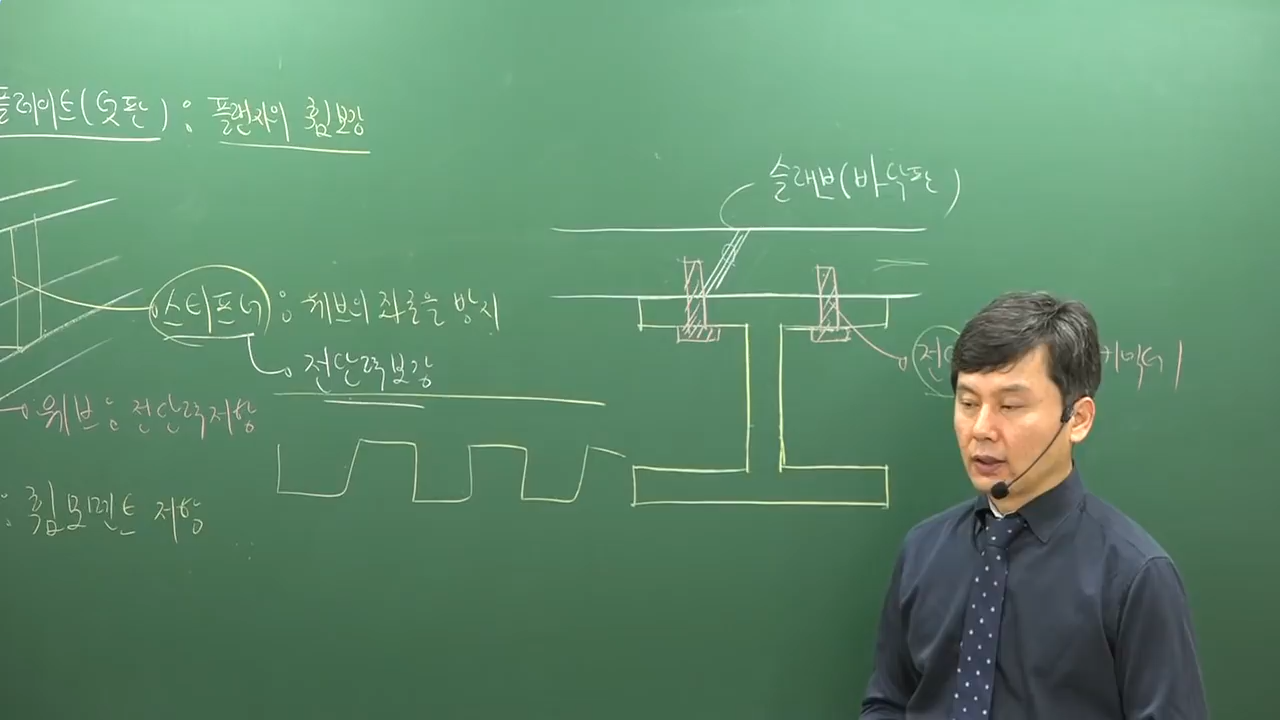 플레이트(덧판) : 플랜지의 휨보강
슬래브(바닥판)
스티프너 : 웨브의 좌굴을 방지
전단력보강
전단
웨브 : 전단력저항
: 휨모멘트 저항